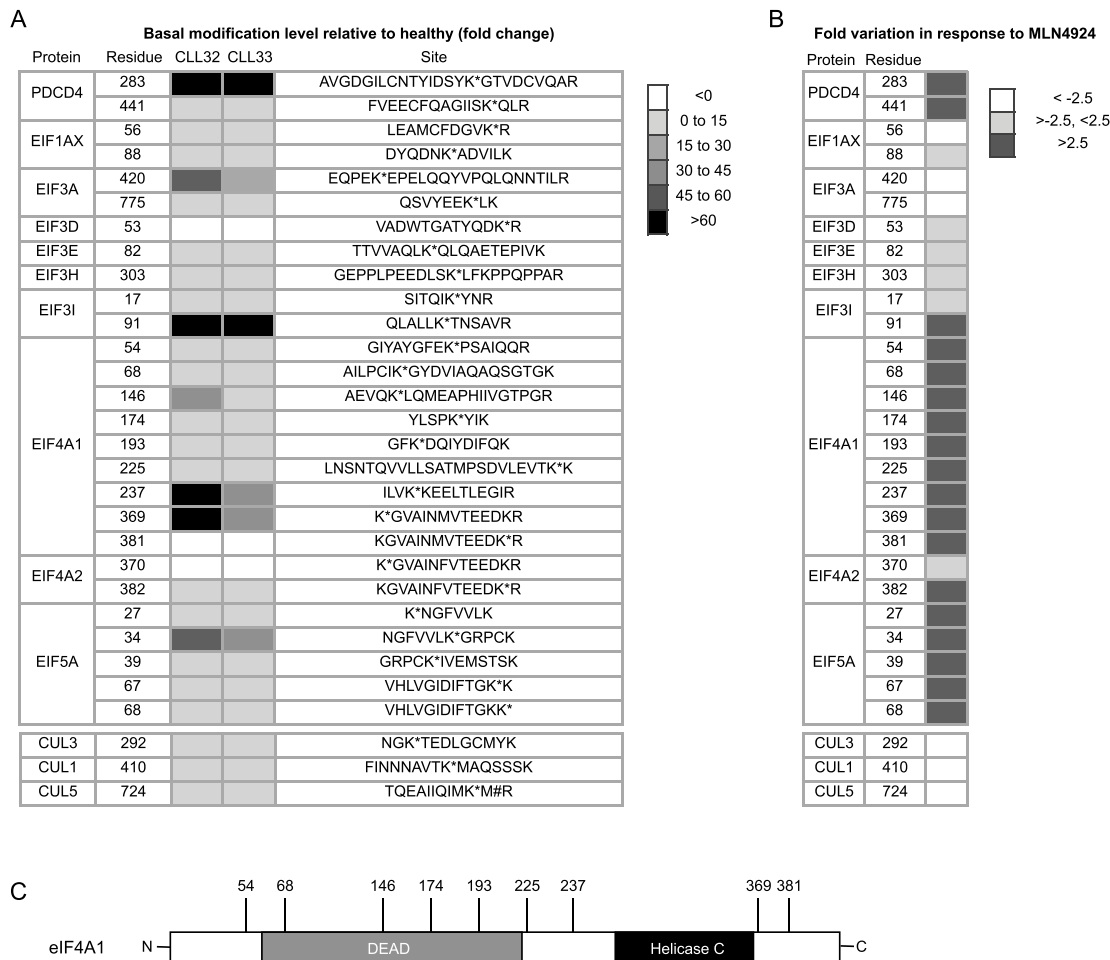 A
Basal modification level relative to healthy (fold change)
Protein Residue CLL32 CLL33 Site
PDCD4 283 AVGDGILCNTYIDSYK*GTVDCVQAR
441 FVEECFQAGIISK*QLR
EIF1AX 56 LEAMCFDGVK*R
88 DYQDNK*ADVILK
EIF3A 420 EQPEK*EPELQQYVPQLQNNTILR
775 QSVYEEK*LK
EIF3D 53 VADWTGATYQDK*R
EIF3E 82 TTVVAQLK*QLQAETEPIVK
EIF3H 303 GEPPLPEEDLSK*LFKPPQPPAR
EIF3I 17 SITQIK*YNR
91 QLALLK*TNSAVR
EIF4A1 54 GIYAYGFEK*PSAIQQR
68 AILPCIK*GYDVIAQAQSGTGK
146 AEVQK*LQMEAPHIIVGTPGR
174 YLSPK*YIK
193 GFK*DQIYDIFQK
225 LNSNTQVVLLSATMPSDVLEVTK*K
237 ILVK*KEELTLEGIR
369 K*GVAINMVTEEDKR
381 KGVAINMVTEEDK*R
EIF4A2 370 K*GVAINFVTEEDKR
382 KGVAINFVTEEDK*R
EIF5A 27 K*NGFVVLK
34 NGFVVLK*GRPCK
39 GRPCK*IVEMSTSK
67 VHLVGIDIFTGK*K
68 VHLVGIDIFTGKK*
CUL3 292 NGK*TEDLGCMYK
CUL1 410 FINNNAVTK*MAQSSSK
CUL5 724 TQEAIIQIMK*M#R
<0
0 to 15
15 to 30
30 to 45
45 to 60
>60
B
Fold variation in response to MLN4924
Protein Residue
PDCD4 283
441
EIF1AX 56
88
EIF3A 420
775
EIF3D 53
EIF3E 82
EIF3H 303
EIF3I 17
91
EIF4A1 54
68
146
174
193
225
237
369
381
EIF4A2 370
382
EIF5A 27
34
39
67
68
CUL3 292
CUL1 410
CUL5 724
< -2.5
>-2.5, <2.5
>2.5
C
54 68 146 174 193 225 237 369 381
eIF4A1 N DEAD Helicase C C